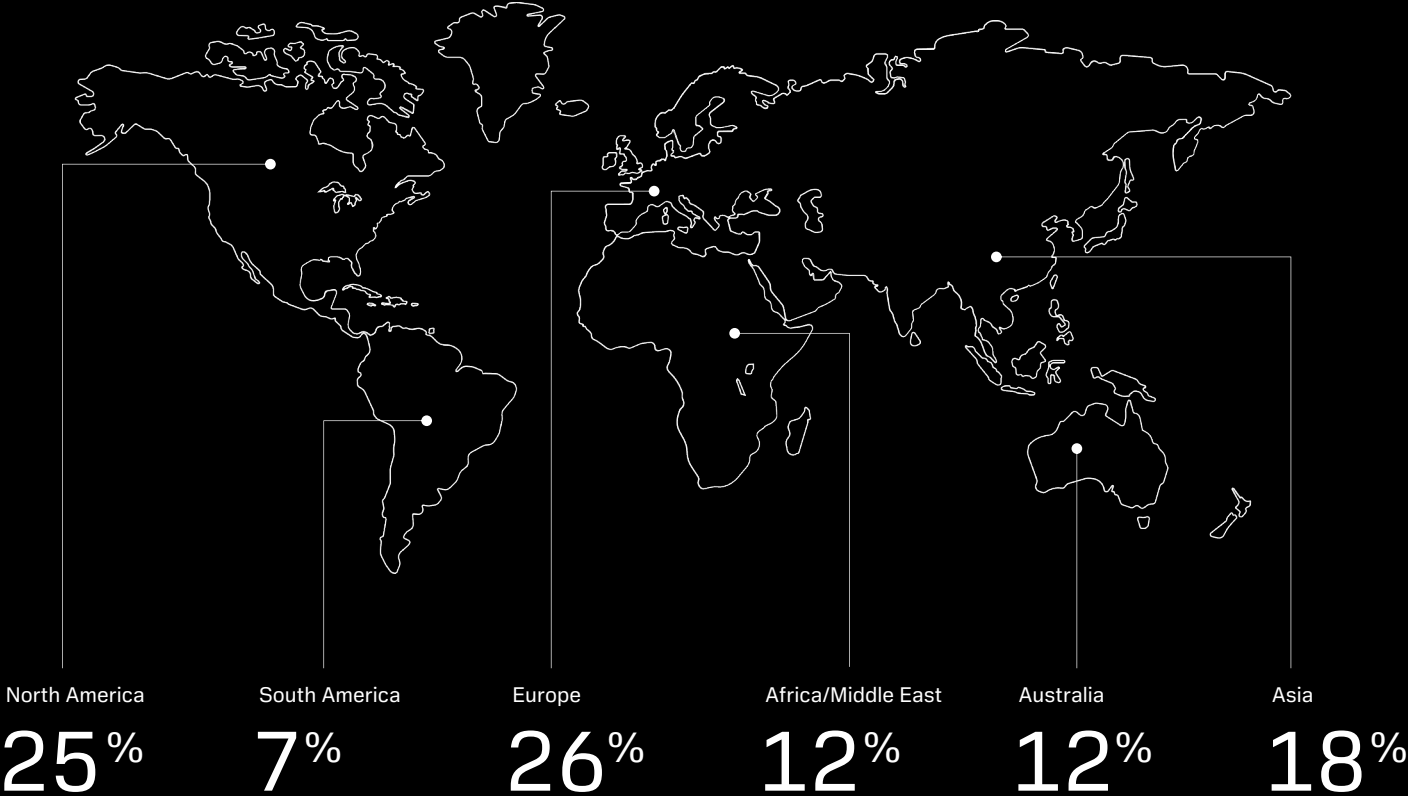 North America South America Europe Africa/Middle East Australia Asia
25% 7% 26% 12% 12% 18%